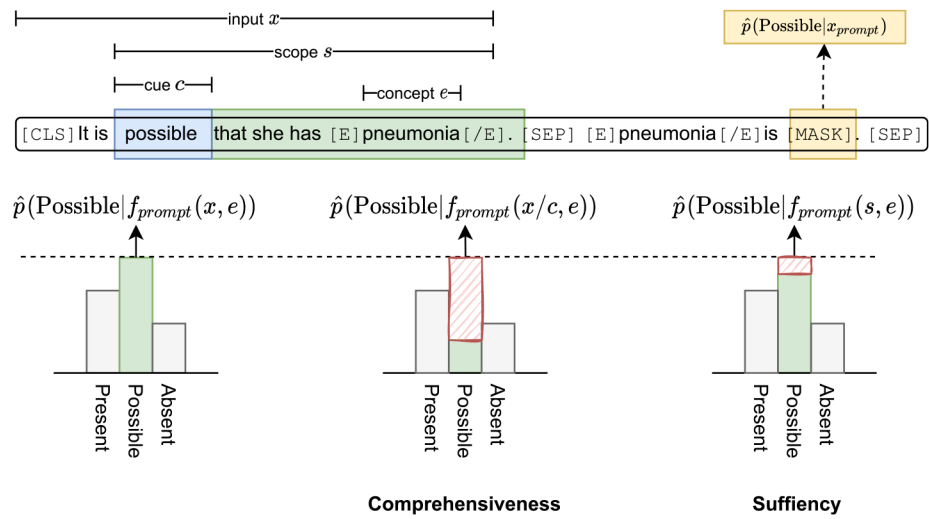 input x
p̂(Possible|x_prompt)
scope s
cue c
concept e
[CLS] It is possible that she has [E]pneumonia[/E]. [SEP] [E]pneumonia[/E] is [MASK]. [SEP]
p̂(Possible|f_prompt(x, e)) p̂(Possible|f_prompt(x/c, e)) p̂(Possible|f_prompt(s, e))
Present Possible Absent Present Possible Absent Present Possible Absent
Comprehensiveness Suffiency